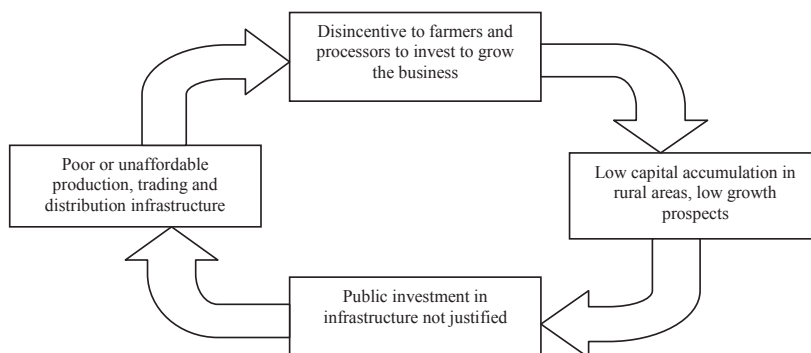 Disincentive to farmers and
processors to invest to grow
the business
Poor or unaffordable
production, trading and
distribution infrastructure
Low capital accumulation in
rural areas, low growth
prospects
Public investment in
infrastructure not justified